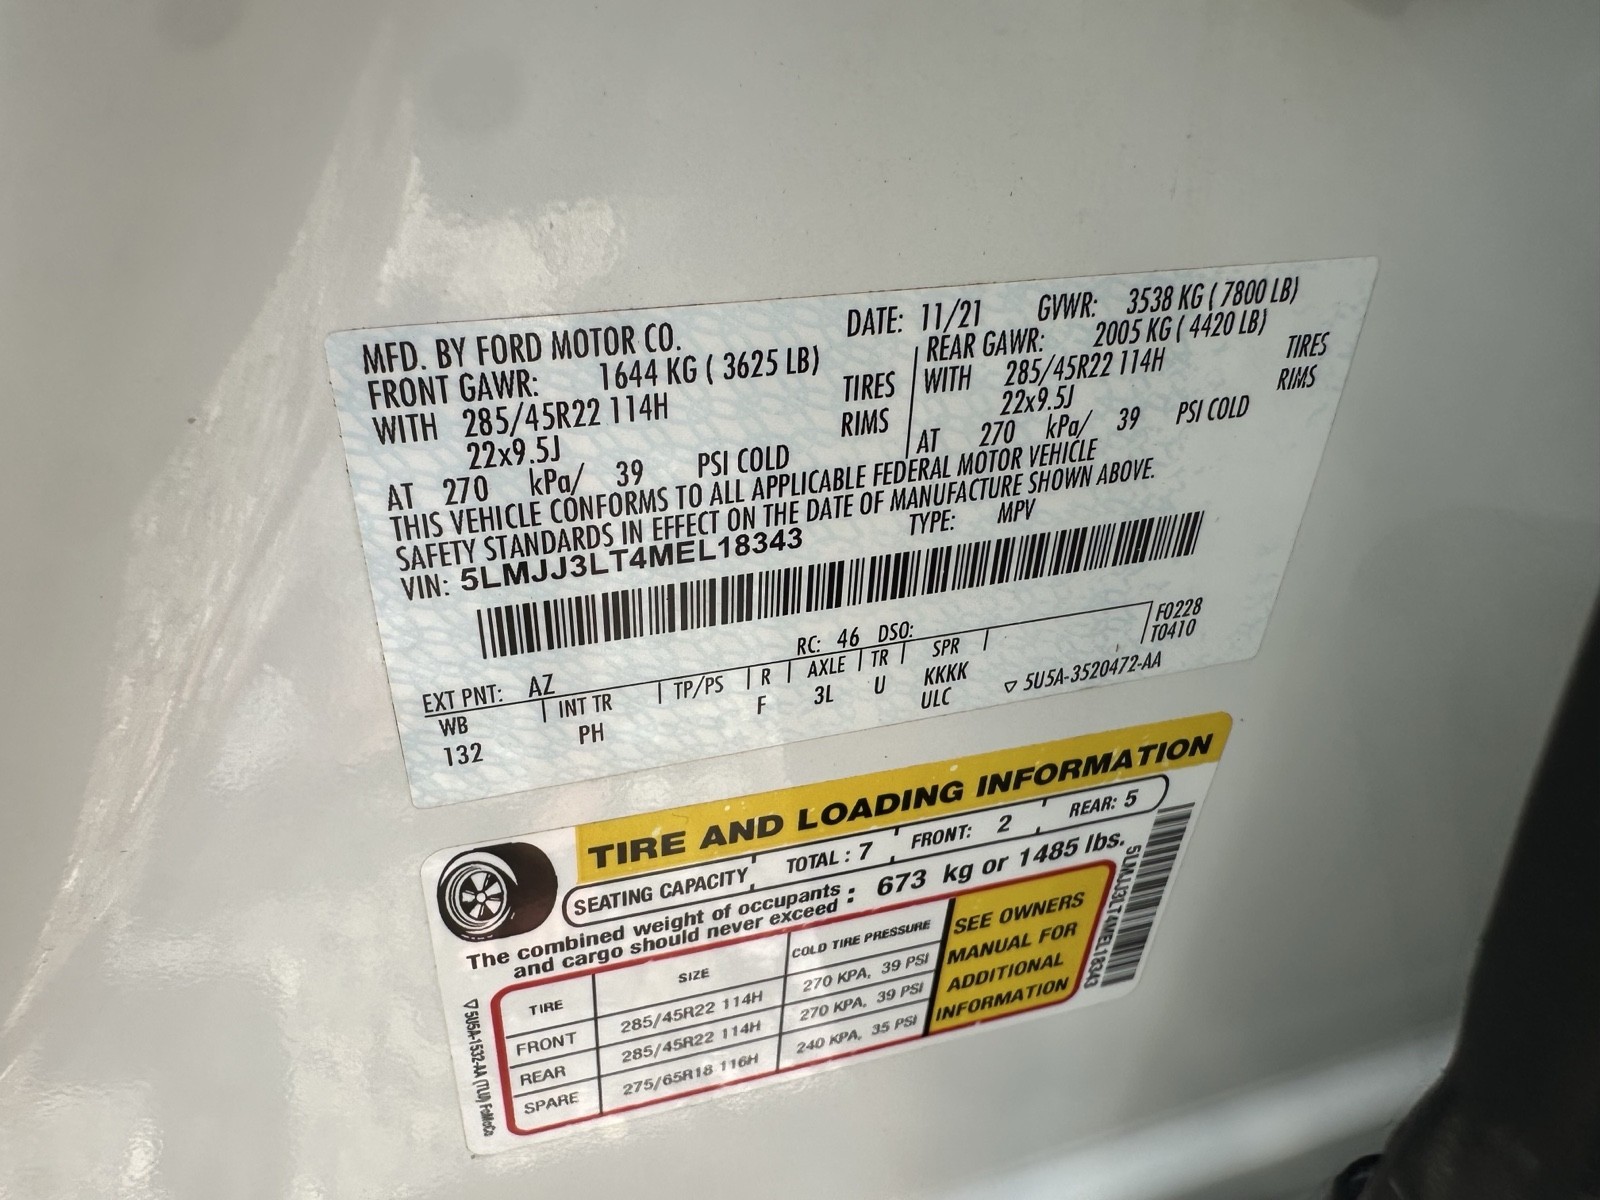 MFD. BY FORD MOTOR CO. DATE: 11/21 GVWR: 3538 KG ( 7800 LB)
FRONT GAWR: 1644 KG ( 3625 LB) REAR GAWR: 2005 KG ( 4420 LB)
WITH 285/45R22 114H TIRES WITH 285/45R22 114H TIRES
22x9.5J RIMS 22x9.5J RIMS
AT 270 kPa/ 39 PSI COLD AT 270 kPa/ 39 PSI COLD
THIS VEHICLE CONFORMS TO ALL APPLICABLE FEDERAL MOTOR VEHICLE
SAFETY STANDARDS IN EFFECT ON THE DATE OF MANUFACTURE SHOWN ABOVE.
VIN: 5LMJJ3LT4MEL18343 TYPE: MPV
F0228
EXT PNT: AZ RC: 46 DSO: T0410
WB INT TR TP/PS R AXLE TR SPR
132 PH F 3L U KKKK
ULC
▽ 5U5A-3520472-AA
TIRE AND LOADING INFORMATION
SEATING CAPACITY TOTAL : 7 FRONT: 2 REAR: 5
The combined weight of occupants
and cargo should never exceed : 673 kg or 1485 lbs.
TIRE SIZE COLD TIRE PRESSURE
FRONT 285/45R22 114H 270 KPA, 39 PSI
REAR 285/45R22 114H 270 KPA, 39 PSI
SPARE 275/65R18 116H 240 KPA, 35 PSI
SEE OWNERS
MANUAL FOR
ADDITIONAL
INFORMATION
5LMJJ3LT4MEL18343
▽ 5U5A-1532-AA (TLU) FoMoCo